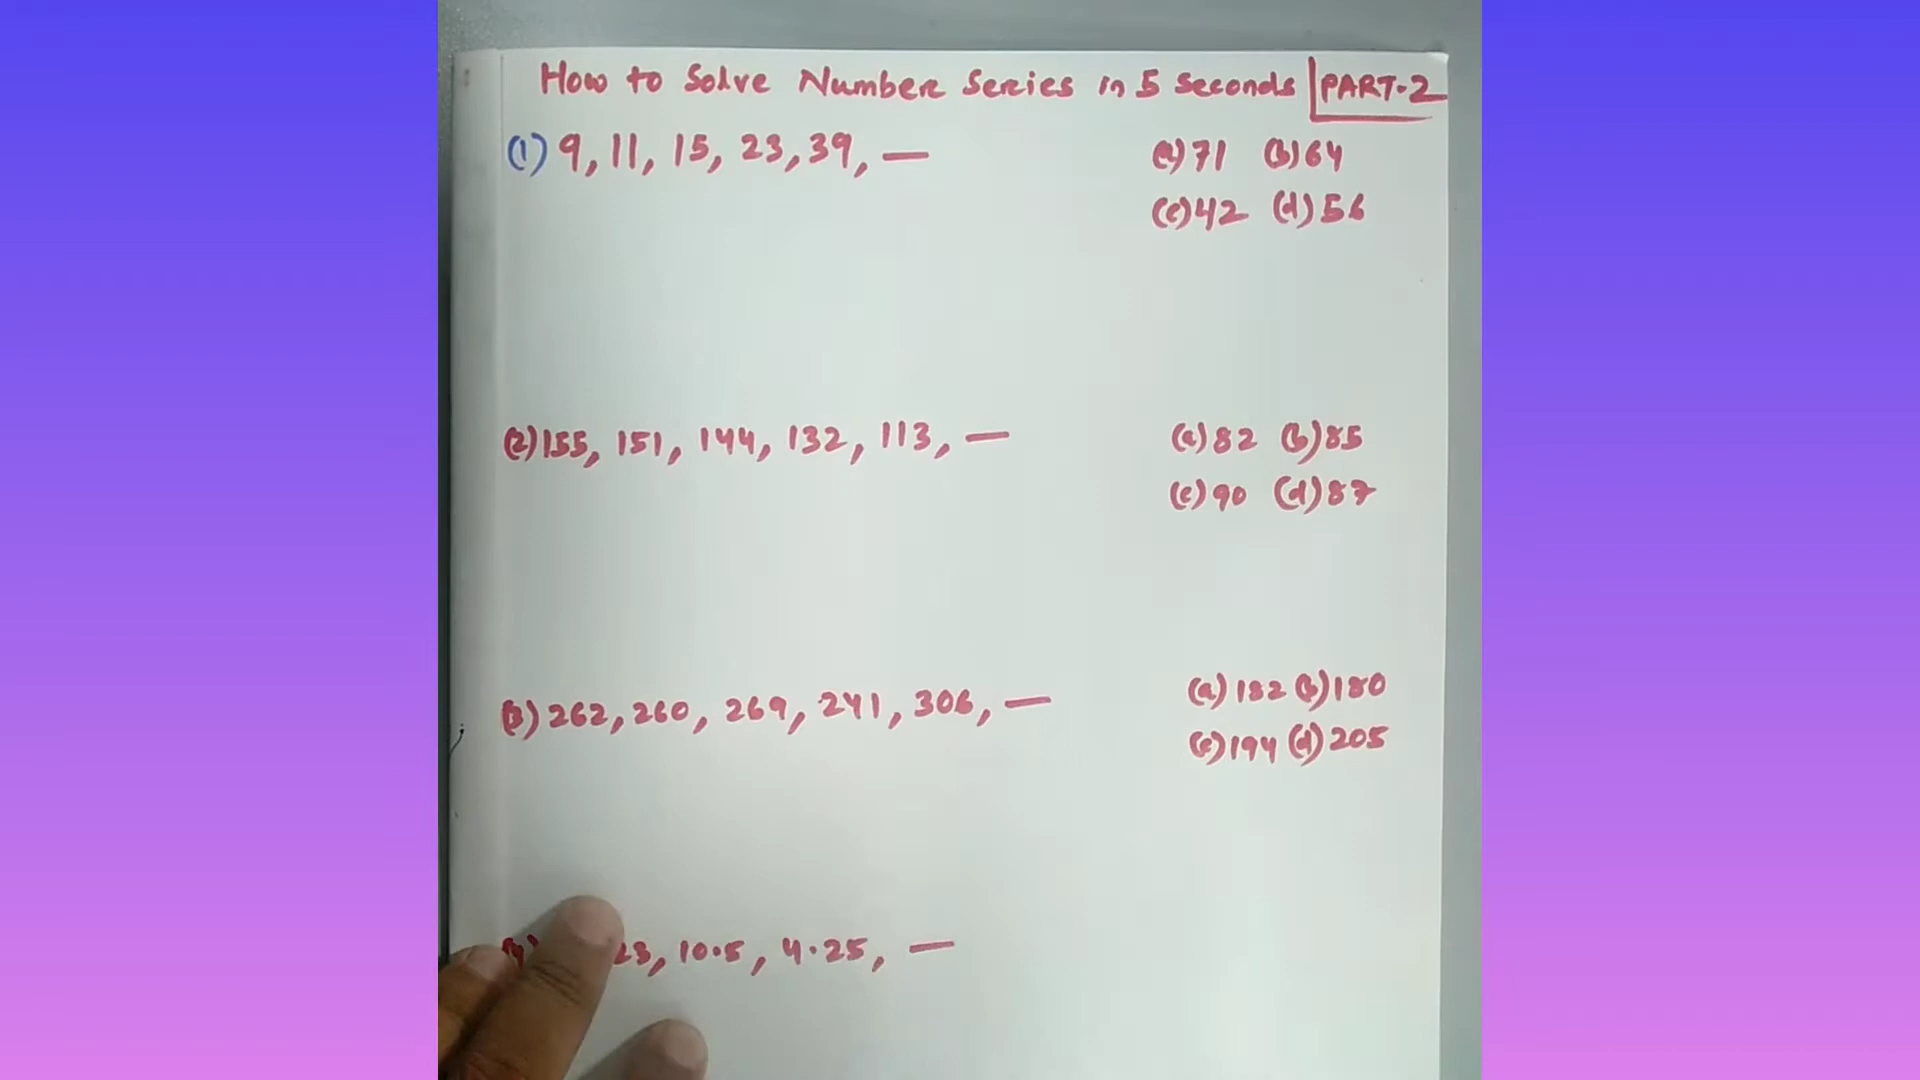 How to Solve Number Series in 5 Seconds PART-2
(1) 9, 11, 15, 23, 39, — (a) 71 (b) 64
(c) 42 (d) 56
(2) 155, 151, 144, 132, 113, — (a) 82 (b) 85
(c) 90 (d) 87
(3) 262, 260, 269, 241, 306, — (a) 182 (b) 180
(c) 194 (d) 205
23, 10.5, 4.25, —